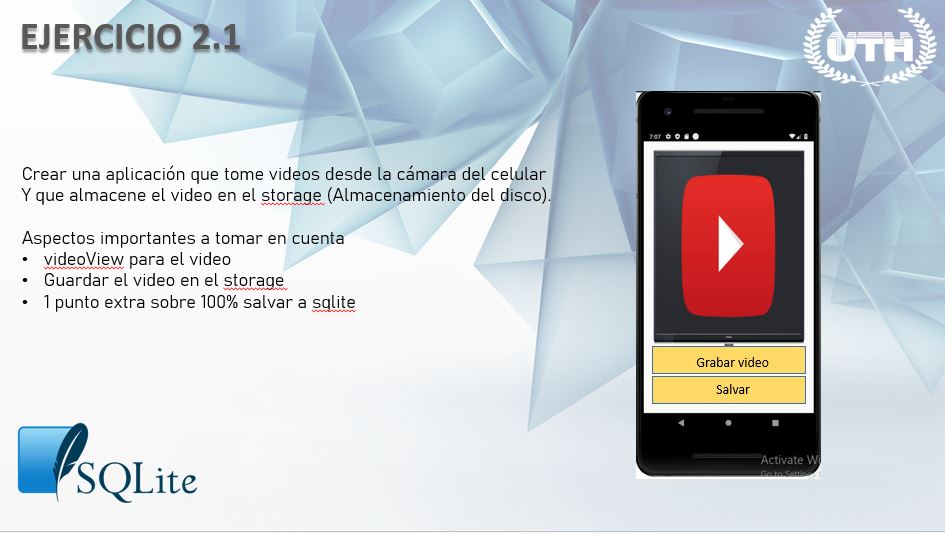 EJERCICIO 2.1
UTH
Crear una aplicación que tome videos desde la cámara del celular
Y que almacene el video en el storage (Almacenamiento del disco).
Aspectos importantes a tomar en cuenta
• videoView para el video
• Guardar el video en el storage
• 1 punto extra sobre 100% salvar a sqlite
7:07
Grabar video
Salvar
Activate Wi
Go to Setting
SQLite